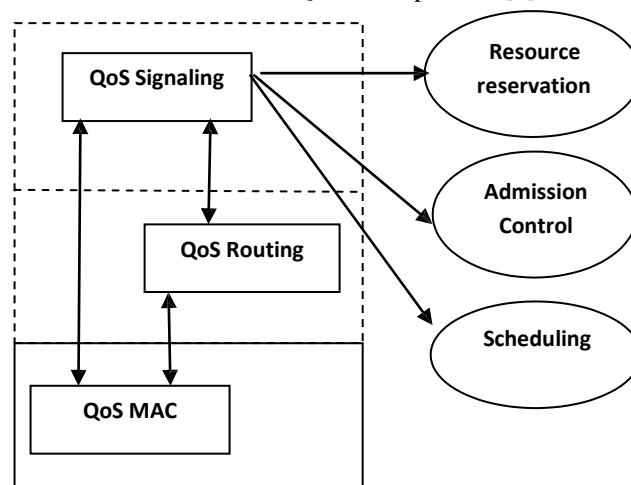 QoS Signaling
Resource
reservation
Admission
Control
QoS Routing
Scheduling
QoS MAC